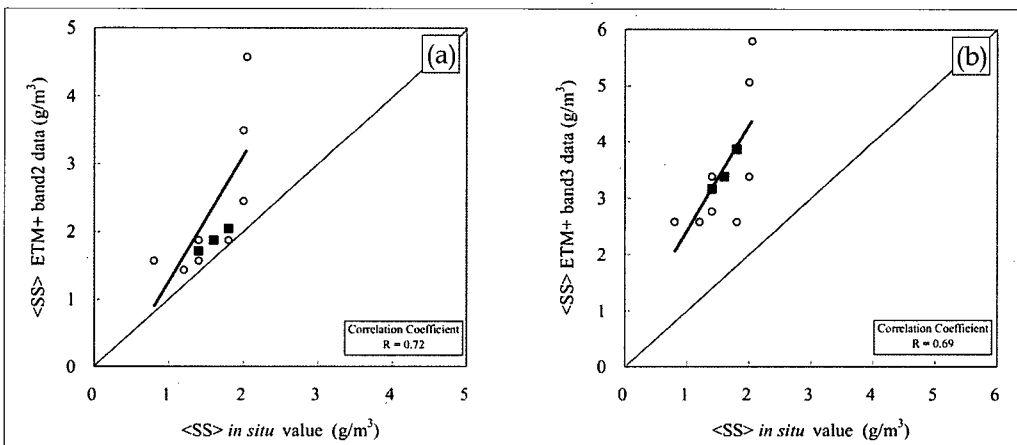 (a)
<SS> ETM+ band2 data (g/m³)
5
4
3
2
1
0
Correlation Coefficient
R = 0.72
0 1 2 3 4 5
<SS> in situ value (g/m³)
(b)
<SS> ETM+ band3 data (g/m³)
6
5
4
3
2
1
0
Correlation Coefficient
R = 0.69
0 1 2 3 4 5 6
<SS> in situ value (g/m³)